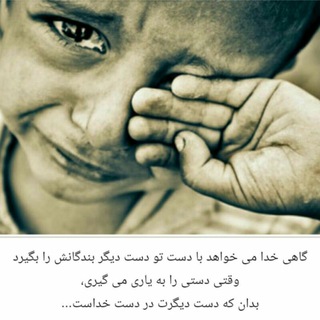 گاهی خدا می خواهد با دست تو دست دیگر بندگانش را بگیرد
وقتی دستی را به یاری می گیری،
بدان که دست دیگرت در دست خداست...